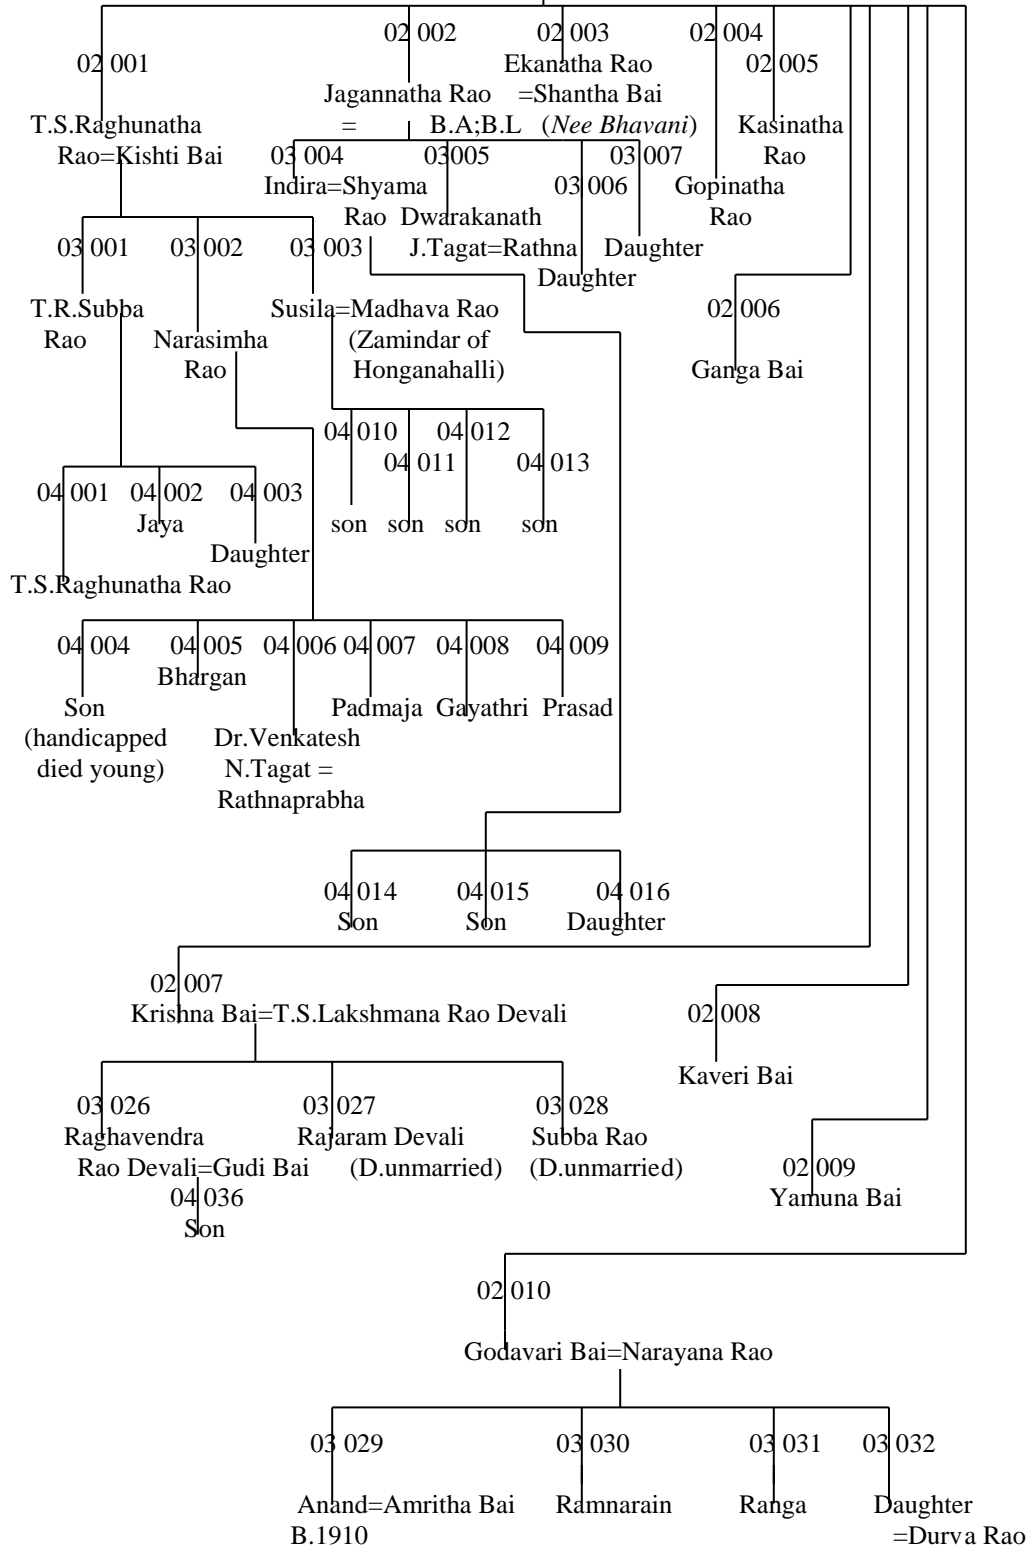 02 002 02 003 02 004
02 001 Ekanatha Rao 02 005
Jagannatha Rao =Shantha Bai
T.S.Raghunatha = B.A;B.L (Nee Bhavani) Kasinatha
Rao=Kishti Bai 03 004 03005 03 007 Rao
Indira=Shyama 03 006 Gopinatha
Rao Dwarakanath Rao
03 001 03 002 03 003 J.Tagat=Rathna Daughter
Daughter
T.R.Subba Susila=Madhava Rao 02 006
Rao Narasimha (Zamindar of
Rao Honganahalli) Ganga Bai
04 010 04 012
04 011 04 013
04 001 04 002 04 003
Jaya son son son son
Daughter
T.S.Raghunatha Rao
04 004 04 005 04 006 04 007 04 008 04 009
Bhargan
Son Padmaja Gayathri Prasad
(handicapped Dr.Venkatesh
died young) N.Tagat =
Rathnaprabha
04 014 04 015 04 016
Son Son Daughter
02 007
Krishna Bai=T.S.Lakshmana Rao Devali 02 008
Kaveri Bai
03 026 03 027 03 028
Raghavendra Rajaram Devali Subba Rao
Rao Devali=Gudi Bai (D.unmarried) (D.unmarried) 02 009
04 036 Yamuna Bai
Son
02 010
Godavari Bai=Narayana Rao
03 029 03 030 03 031 03 032
Anand=Amritha Bai Ramnarain Ranga Daughter
B.1910 =Durva Rao